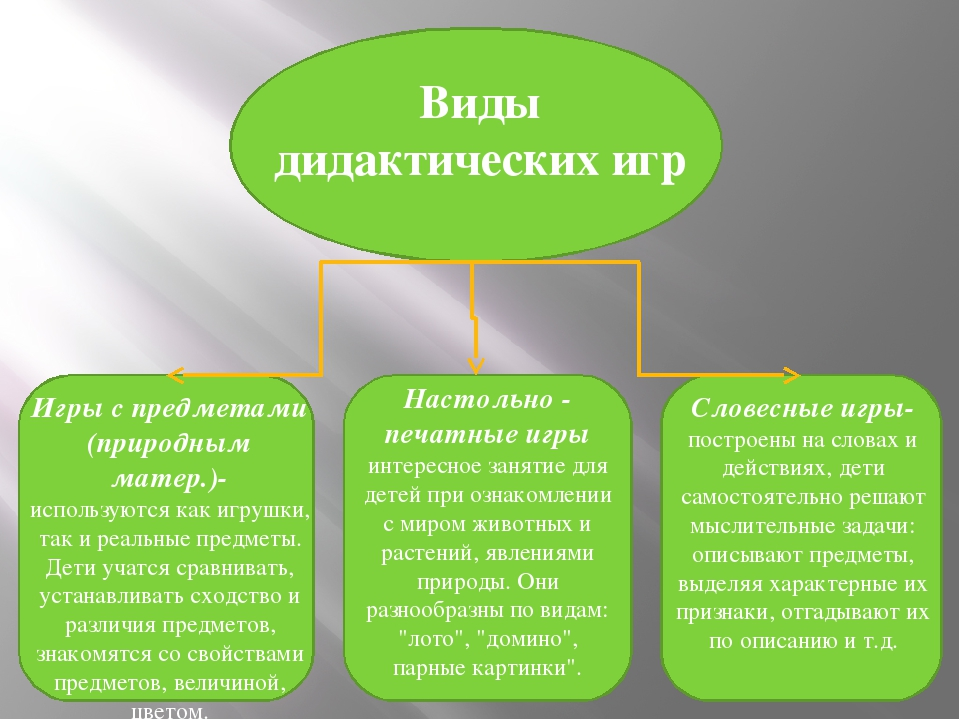 Виды
дидактических игр
Игры с предметами
(природным
матер.)-
используются как игрушки,
так и реальные предметы.
Дети учатся сравнивать,
устанавливать сходство и
различия предметов,
знакомятся со свойствами
предметов, величиной,
цветом.
Настольно -
печатные игры
интересное занятие для
детей при ознакомлении
с миром животных и
растений, явлениями
природы. Они
разнообразны по видам:
"лото", "домино",
парные картинки".
Словесные игры-
построены на словах и
действиях, дети
самостоятельно решают
мыслительные задачи:
описывают предметы,
выделяя характерные их
признаки, отгадывают их
по описанию и т.д.